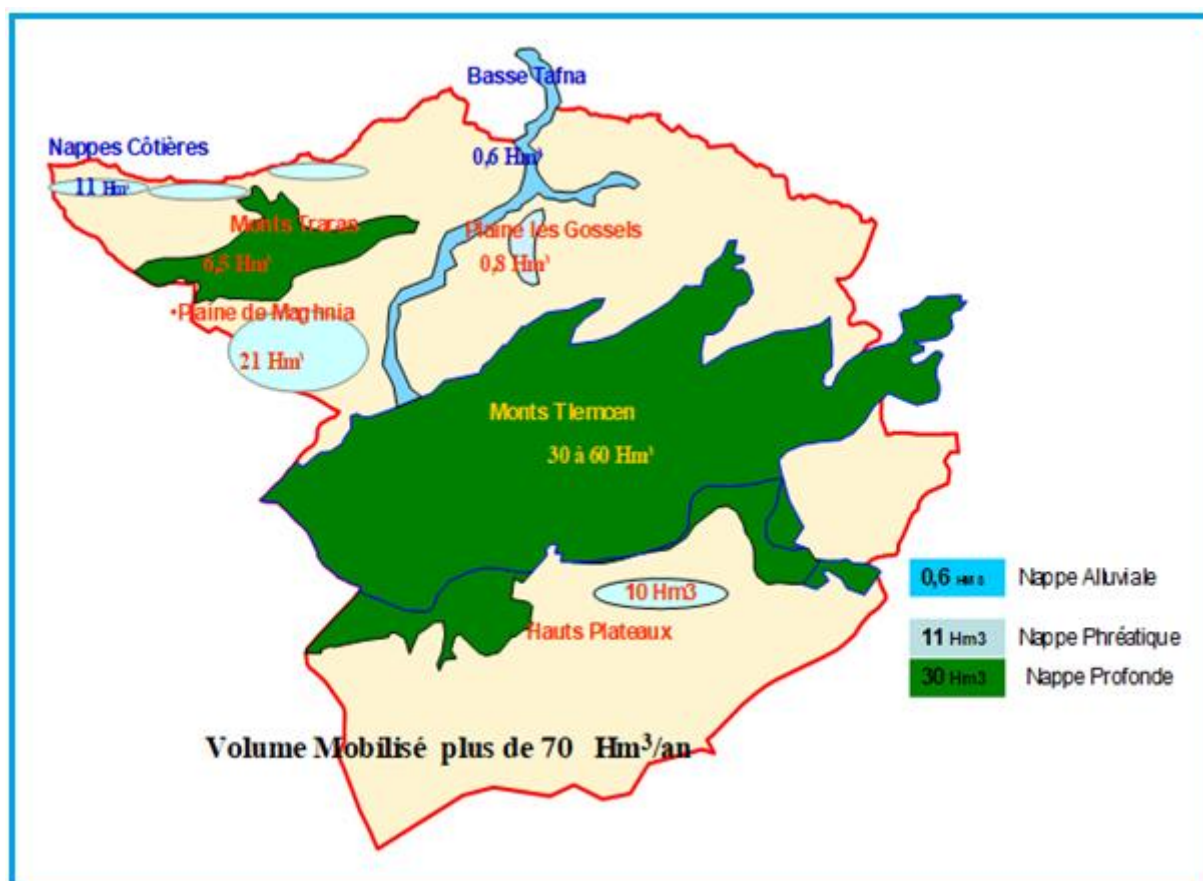 Basse Tafna
Nappes Côtières
0,6 Hm³
11 Hm³
Monts Traras
Plaine les Gossels
6,5 Hm³
0,8 Hm³
•Plaine de Maghnia
21 Hm³
Monts Tlemcen
30 à 60 Hm³
0,6 HM 3 Nappe Alluviale
10 Hm3
11 Hm3 Nappe Phréatique
Hauts Plateaux
30 Hm3 Nappe Profonde
Volume Mobilisé plus de 70 Hm³/an